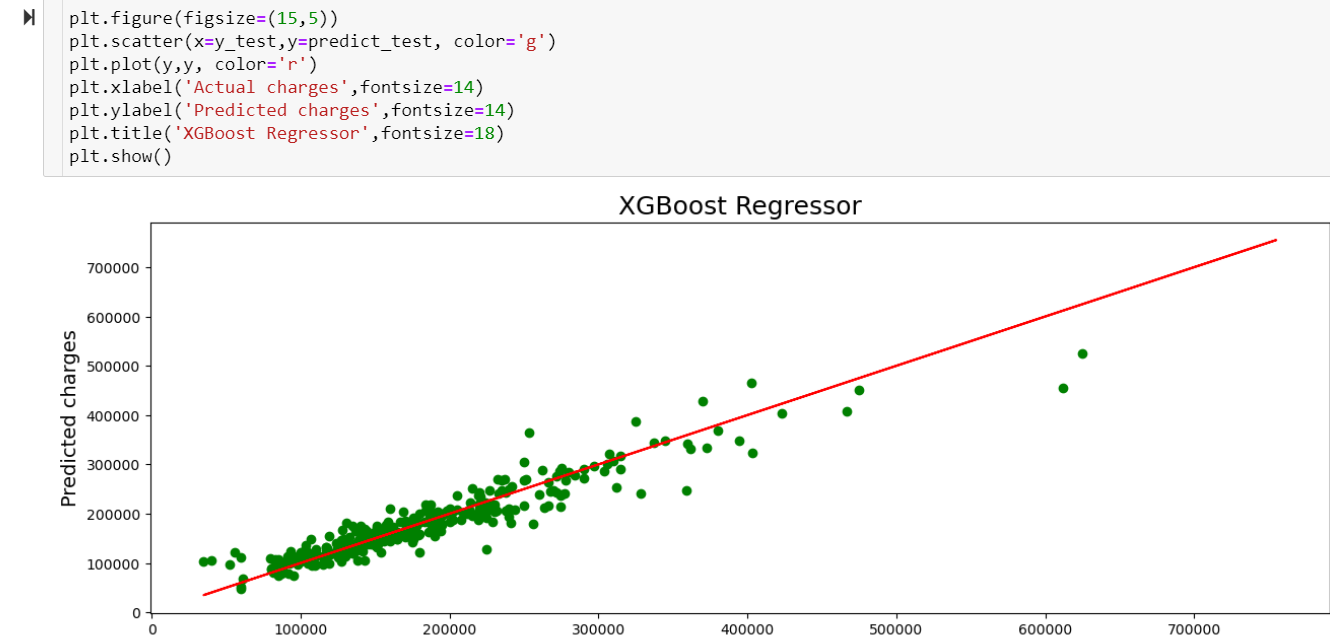 plt.figure(figsize=(15,5))
plt.scatter(x=y_test,y=predict_test, color='g')
plt.plot(y,y, color='r')
plt.xlabel('Actual charges',fontsize=14)
plt.ylabel('Predicted charges',fontsize=14)
plt.title('XGBoost Regressor',fontsize=18)
plt.show()
XGBoost Regressor
Predicted charges
700000
600000
500000
400000
300000
200000
100000
0
0 100000 200000 300000 400000 500000 600000 700000